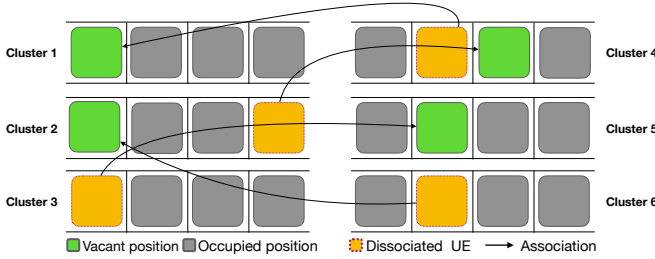 Cluster 1
Cluster 4
Cluster 2
Cluster 5
Cluster 3
Cluster 6
Vacant position Occupied position Dissociated UE Association